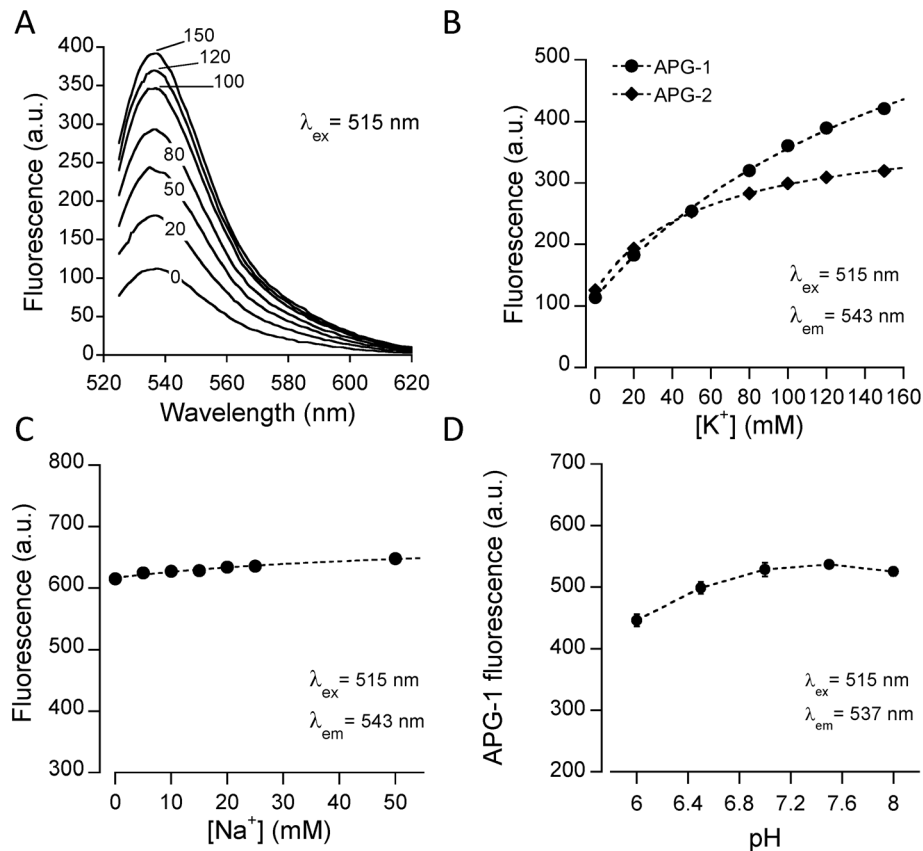 A
400
350
300
250
200
150
100
50
0
Fluorescence (a.u.)
150
120
100
80
50
20
0
λex = 515 nm
520 540 560 580 600 620
Wavelength (nm)
B
500
400
300
200
100
0
Fluorescence (a.u.)
APG-1
APG-2
λex = 515 nm
λem = 543 nm
0 20 40 60 80 100 120 140 160
[K+] (mM)
C
800
700
600
500
400
300
Fluorescence (a.u.)
λex = 515 nm
λem = 543 nm
0 10 20 30 40 50
[Na+] (mM)
D
700
600
500
400
300
200
APG-1 fluorescence (a.u.)
λex = 515 nm
λem = 537 nm
6 6.4 6.8 7.2 7.6 8
pH